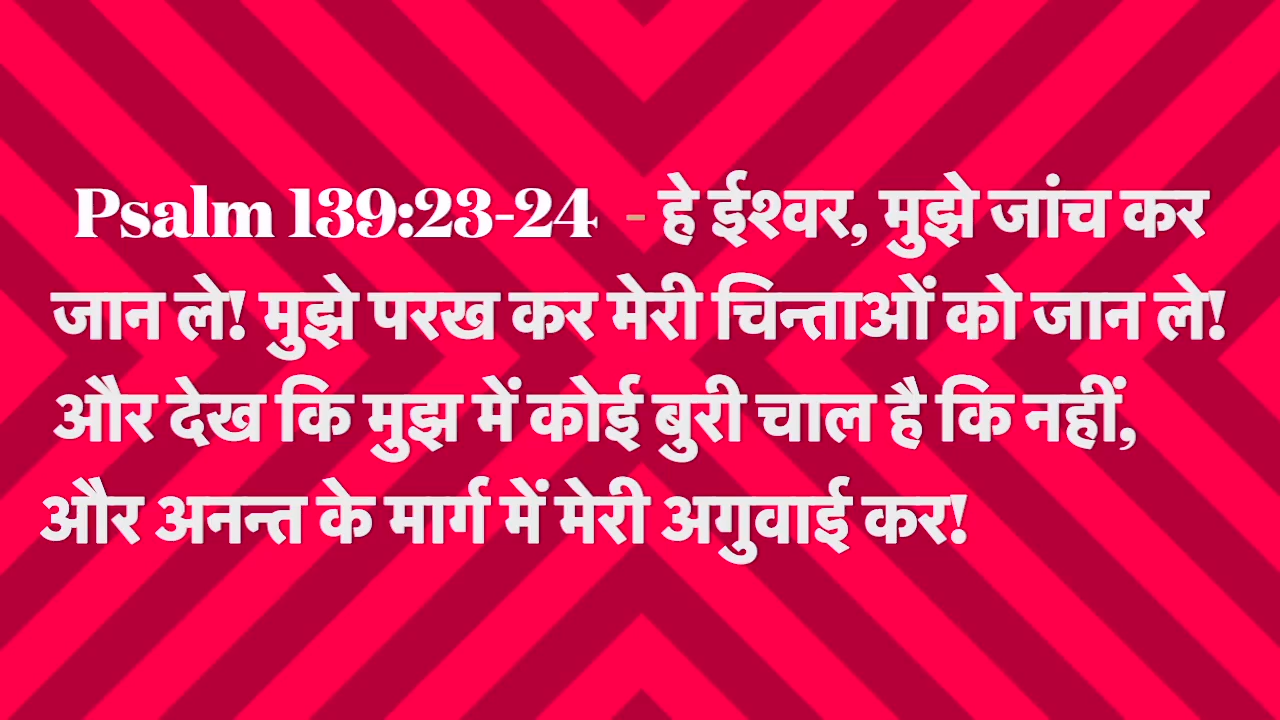 Psalm 139:23-24 - हे ईश्वर, मुझे जांच कर
जान ले! मुझे परख कर मेरी चिन्ताओं को जान ले!
और देख कि मुझ में कोई बुरी चाल है कि नहीं,
और अनन्त के मार्ग में मेरी अगुवाई कर!